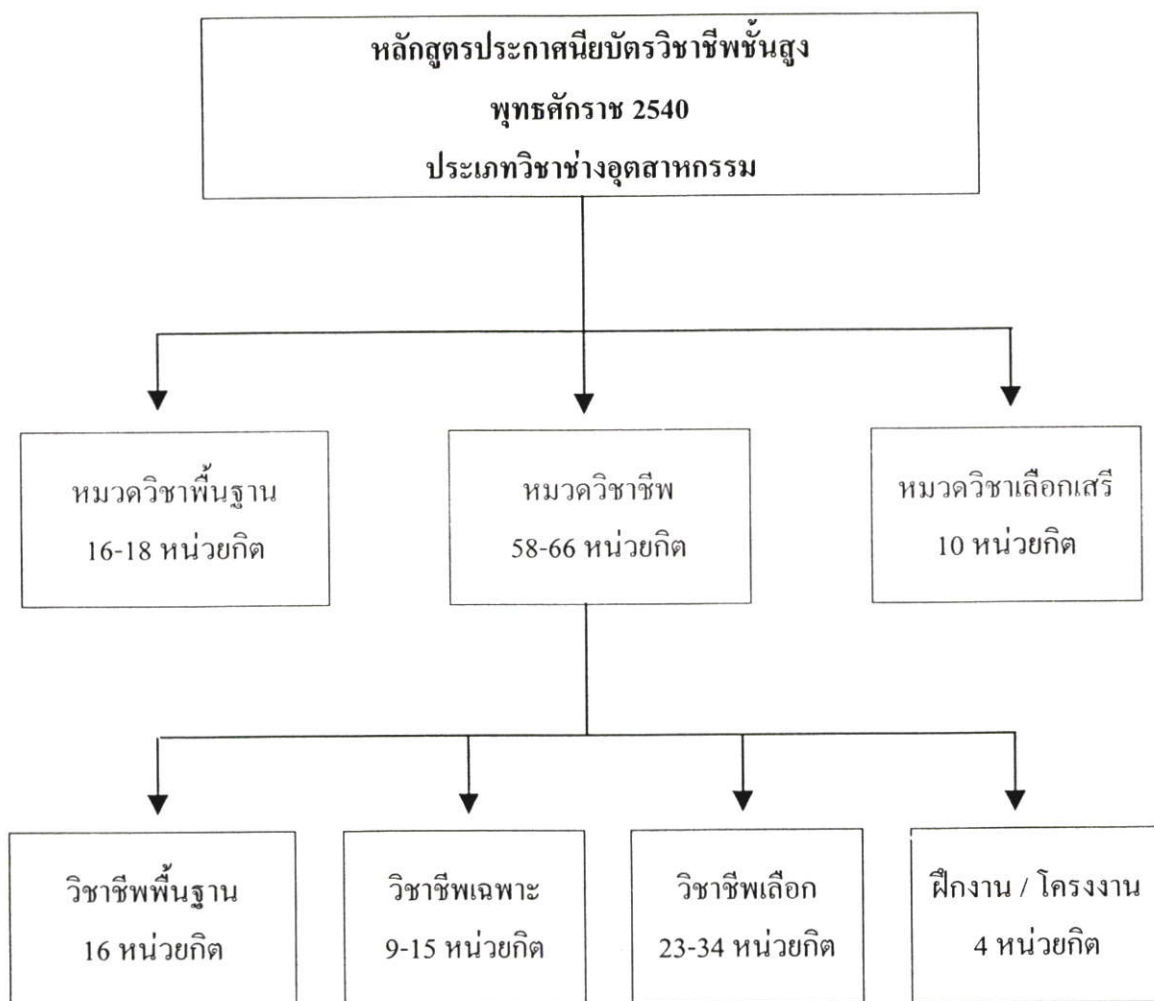 หลักสูตรประกาศนียบัตรวิชาชีพชั้นสูง
พุทธศักราช 2540
ประเภทวิชาช่างอุตสาหกรรม
หมวดวิชาพื้นฐาน
16-18 หน่วยกิต
หมวดวิชาชีพ
58-66 หน่วยกิต
หมวดวิชาเลือกเสรี
10 หน่วยกิต
วิชาชีพพื้นฐาน
16 หน่วยกิต
วิชาชีพเฉพาะ
9-15 หน่วยกิต
วิชาชีพเลือก
23-34 หน่วยกิต
ฝึกงาน / โครงงาน
4 หน่วยกิต